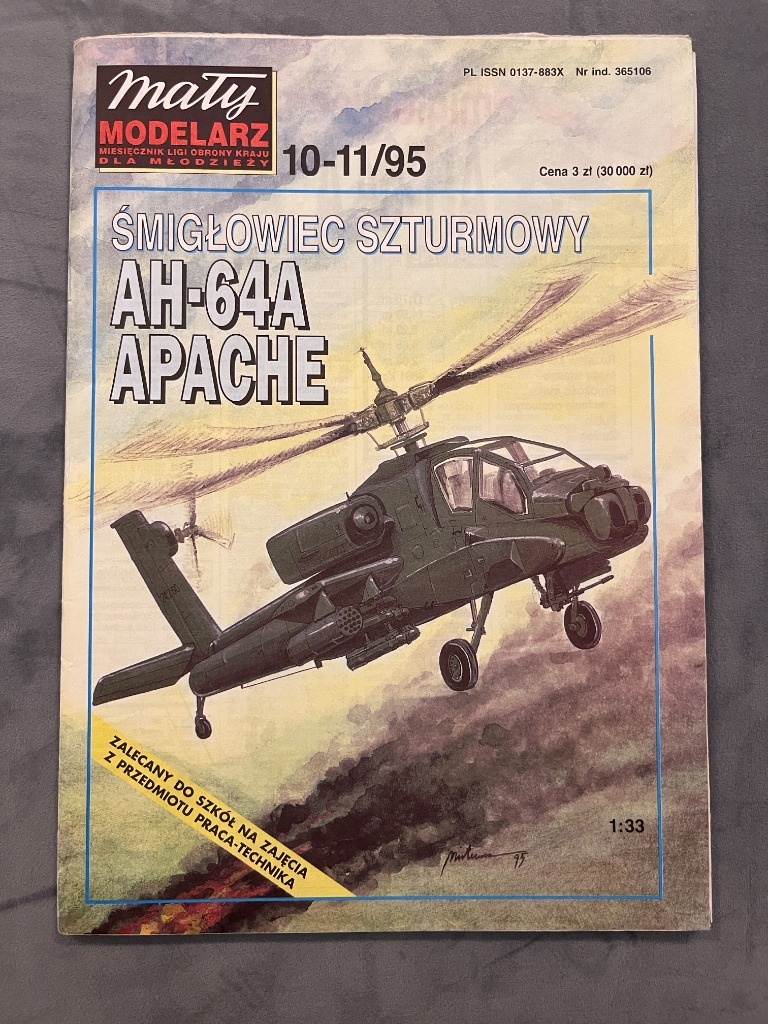 mały
MODELARZ
MIESIĘCZNIK LIGI OBRONY KRAJU
DLA MŁODZIEŻY
10-11/95
PL ISSN 0137-883X Nr ind. 365106
Cena 3 zł (30 000 zł)
ŚMIGŁOWIEC SZTURMOWY
AH-64A
APACHE
ZALECANY DO SZKÓŁ NA ZAJĘCIA
Z PRZEDMIOTU PRACA-TECHNIKA
1:33
95